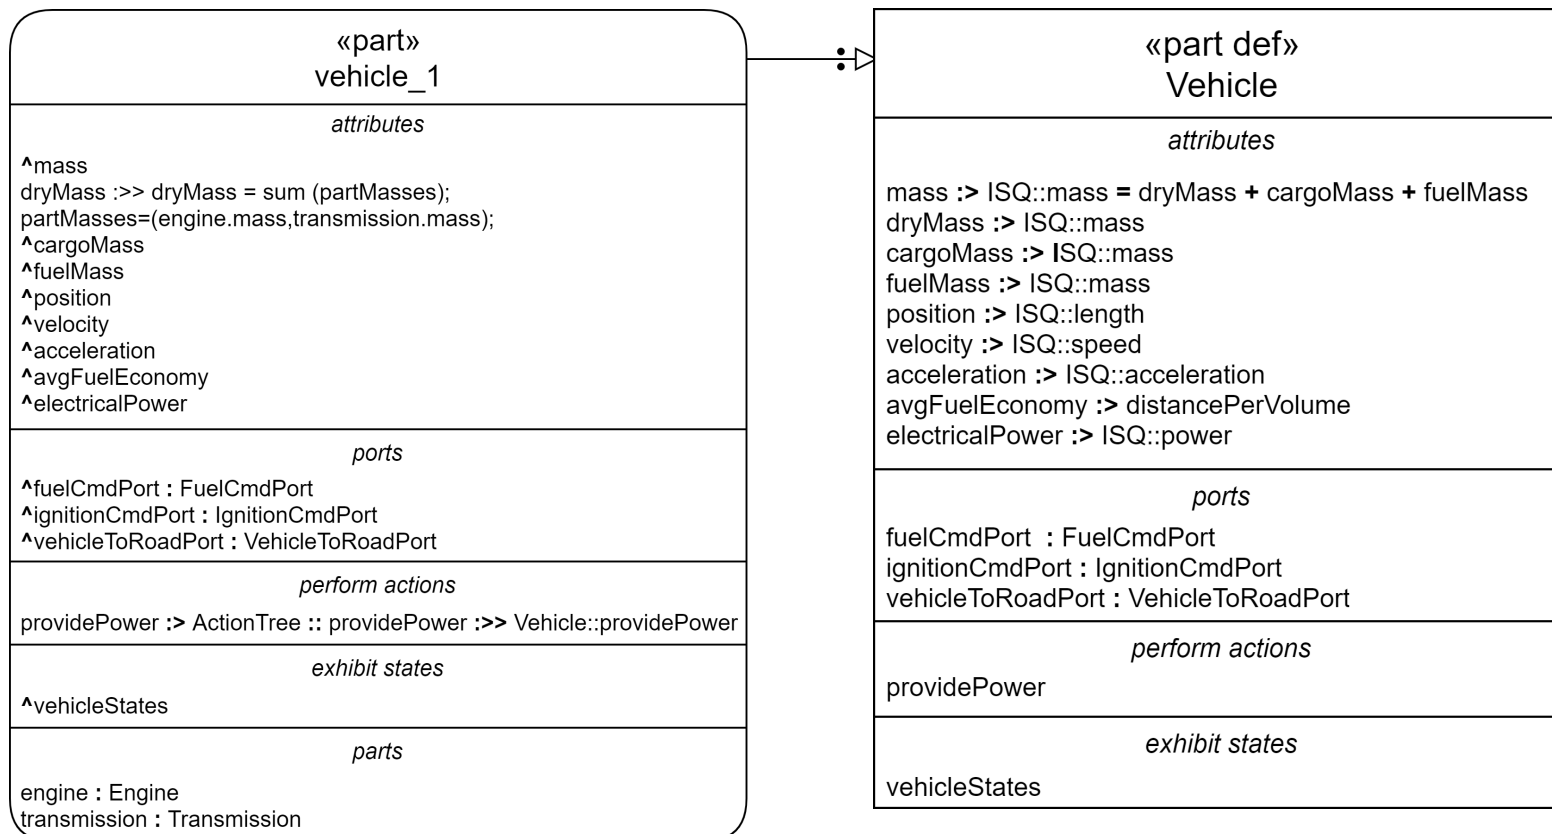 «part»
vehicle_1
attributes
^mass
dryMass :>> dryMass = sum (partMasses);
partMasses=(engine.mass,transmission.mass);
^cargoMass
^fuelMass
^position
^velocity
^acceleration
^avgFuelEconomy
^electricalPower
ports
^fuelCmdPort : FuelCmdPort
^ignitionCmdPort : IgnitionCmdPort
^vehicleToRoadPort : VehicleToRoadPort
perform actions
providePower :> ActionTree :: providePower :>> Vehicle::providePower
exhibit states
^vehicleStates
parts
engine : Engine
transmission : Transmission
«part def»
Vehicle
attributes
mass :> ISQ::mass = dryMass + cargoMass + fuelMass
dryMass :> ISQ::mass
cargoMass :> ISQ::mass
fuelMass :> ISQ::mass
position :> ISQ::length
velocity :> ISQ::speed
acceleration :> ISQ::acceleration
avgFuelEconomy :> distancePerVolume
electricalPower :> ISQ::power
ports
fuelCmdPort : FuelCmdPort
ignitionCmdPort : IgnitionCmdPort
vehicleToRoadPort : VehicleToRoadPort
perform actions
providePower
exhibit states
vehicleStates